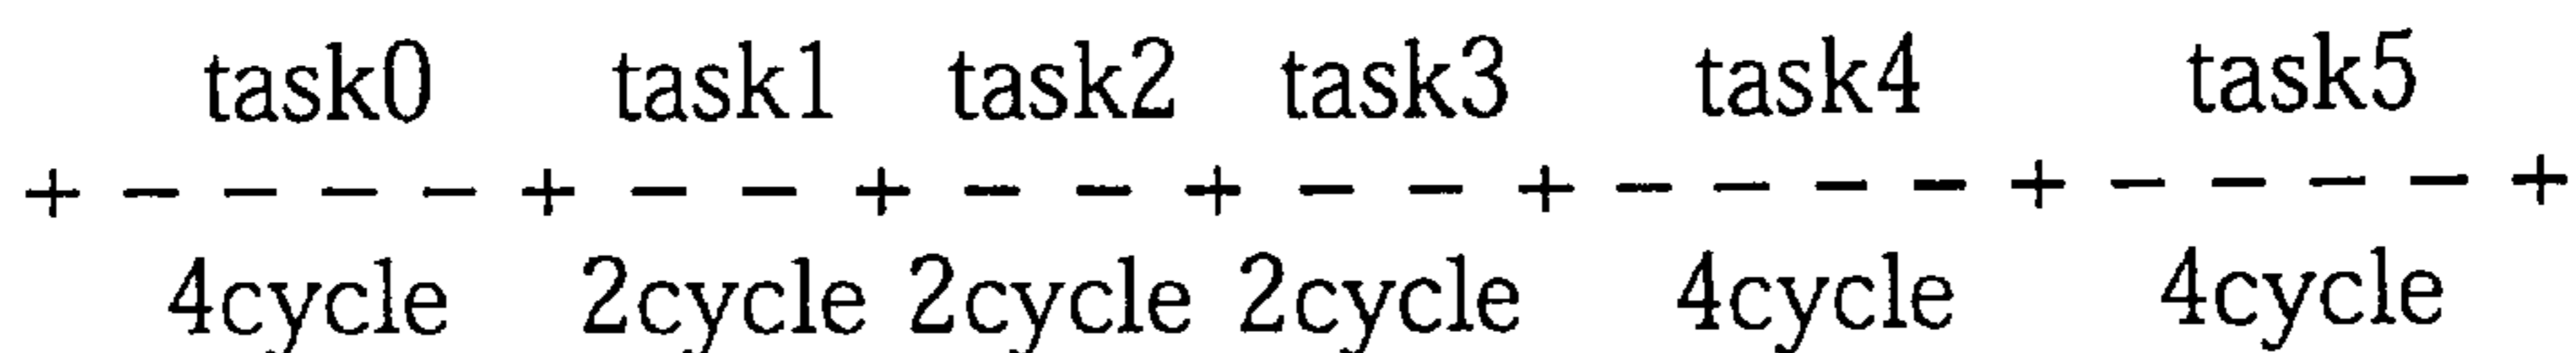 task0 task1 task2 task3 task4 task5
+ - - - - + - - + - - + - - + - - - - + - - - - +
4cycle 2cycle 2cycle 2cycle 4cycle 4cycle